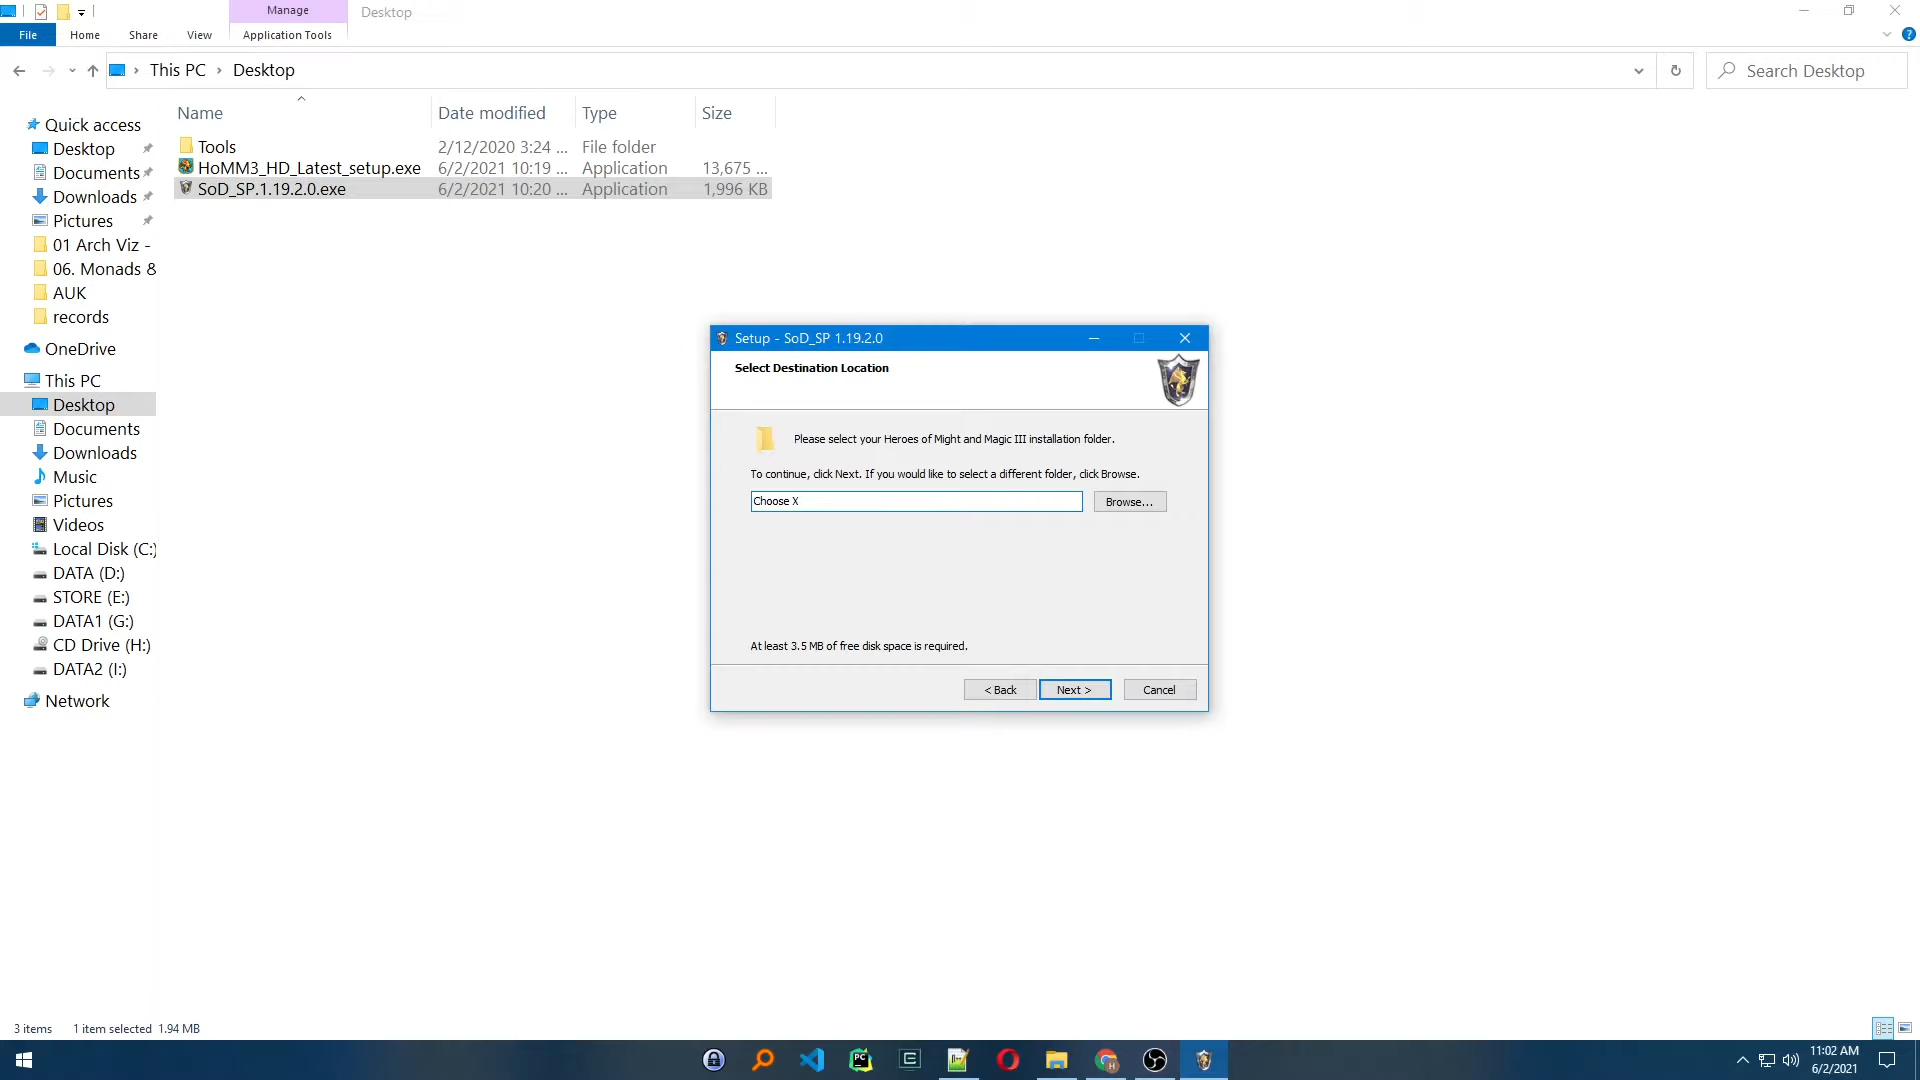 Manage
Desktop
File
Home
Share
View
Application Tools
This PC
Desktop
Search Desktop
Name
Date modified
Type
Size
Tools
2/12/2020 3:24 ...
File folder
HoMM3_HD_Latest_setup.exe
6/2/2021 10:19 ...
Application
13,675 ...
SoD_SP.1.19.2.0.exe
6/2/2021 10:20 ...
Application
1,996 KB
Quick access
Desktop
Documents
Downloads
Pictures
01 Arch Viz -
06. Monads &
AUK
records
OneDrive
This PC
Desktop
Documents
Downloads
Music
Pictures
Videos
Local Disk (C:)
DATA (D:)
STORE (E:)
DATA1 (G:)
CD Drive (H:)
DATA2 (I:)
Network
Setup - SoD_SP 1.19.2.0
Select Destination Location
Please select your Heroes of Might and Magic III installation folder.
To continue, click Next. If you would like to select a different folder, click Browse.
Choose X
Browse...
At least 3.5 MB of free disk space is required.
< Back
Next >
Cancel
3 items
1 item selected 1.94 MB
PC
11:02 AM
6/2/2021